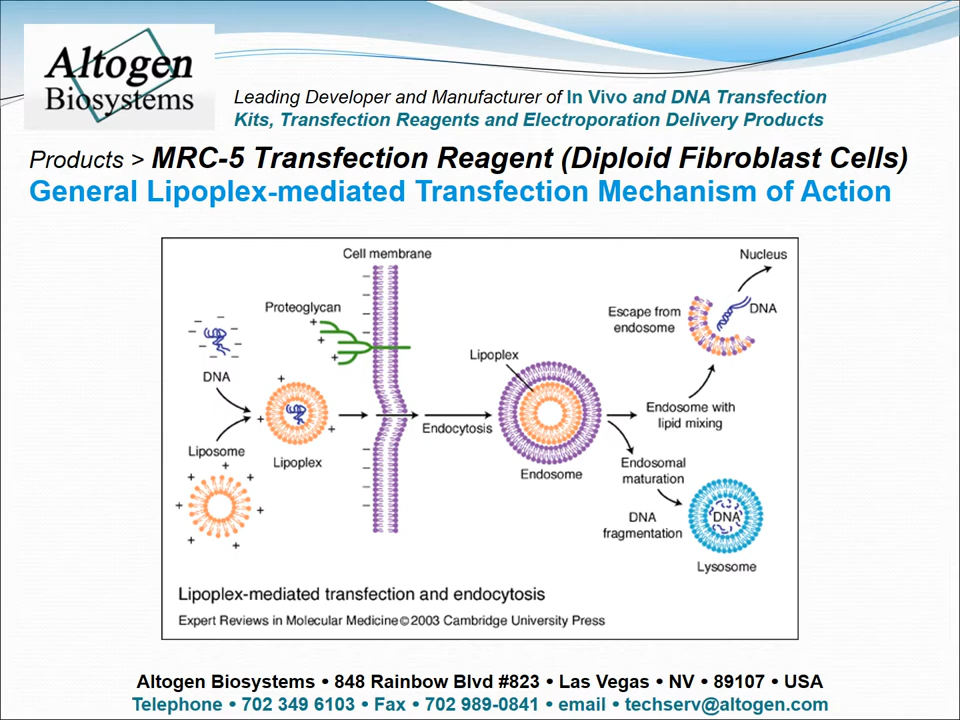 Altogen
Biosystems
Leading Developer and Manufacturer of In Vivo and DNA Transfection
Kits, Transfection Reagents and Electroporation Delivery Products
Products > MRC-5 Transfection Reagent (Diploid Fibroblast Cells)
General Lipoplex-mediated Transfection Mechanism of Action
Cell membrane
Nucleus
Proteoglycan
DNA
Escape from
endosome
DNA
Lipoplex
Liposome
Lipoplex
Endocytosis
Endosome
Endosome with
lipid mixing
Endosomal
maturation
DNA
fragmentation
DNA
Lysosome
Lipoplex-mediated transfection and endocytosis
Expert Reviews in Molecular Medicine©2003 Cambridge University Press
Altogen Biosystems • 848 Rainbow Blvd #823 • Las Vegas • NV • 89107 • USA
Telephone • 702 349 6103 • Fax • 702 989-0841 • email • techserv@altogen.com